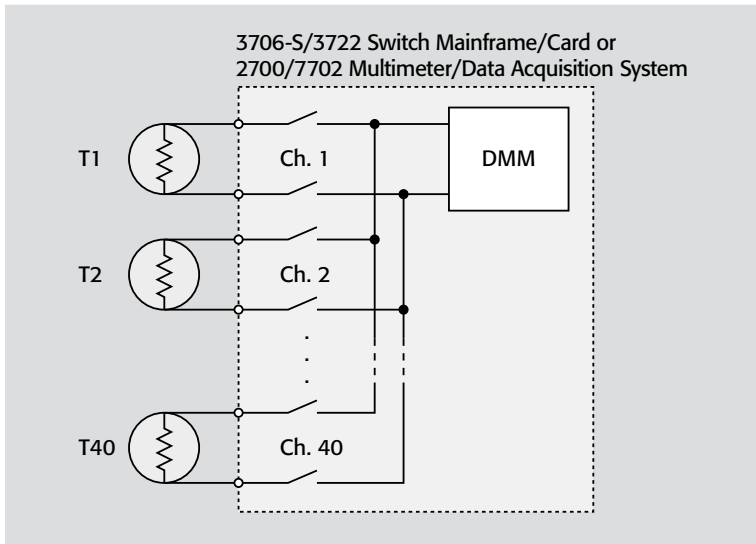 3706-S/3722 Switch Mainframe/Card or
2700/7702 Multimeter/Data Acquisition System
T1
Ch. 1
DMM
T2
Ch. 2
T40
Ch. 40